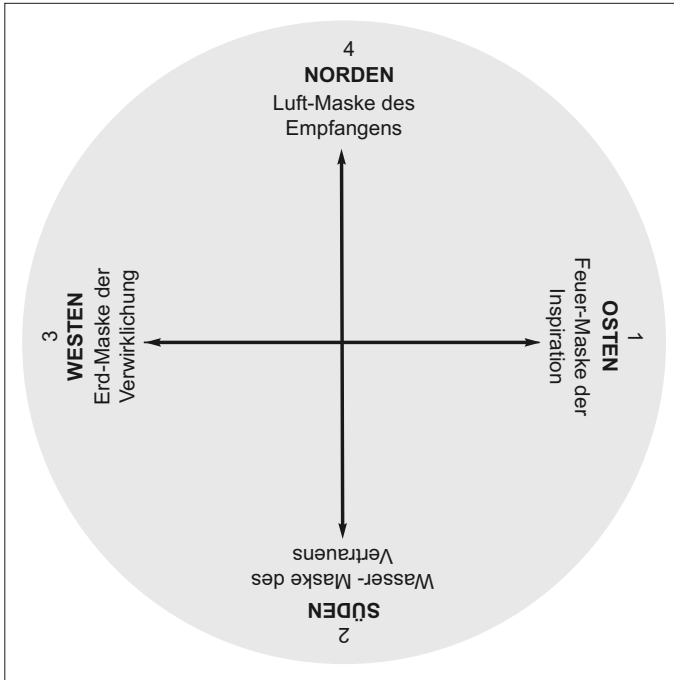 4
NORDEN
Luft-Maske des
Empfangens
1
OSTEN
Feuer-Maske der
Inspiration
2
SÜDEN
Wasser- Maske des
Vertrauens
3
WESTEN
Erd-Maske der
Verwirklichung